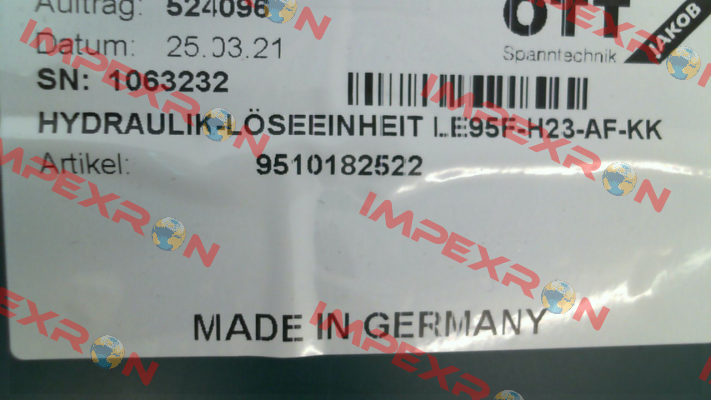 Auftrag: 524096
OTT
Datum: 25.03.21
JAKOB
Spanntechnik
SN: 1063232
HYDRAULIK-LÖSEEINHEIT LE95F-H23-AF-KK
Artikel: 9510182522
MADE IN GERMANY
IMPEXRON
IMPEXRON
IMPEXRON
IMPEXRON
IMPEXRON
IMPEXRON
IMPEXRON